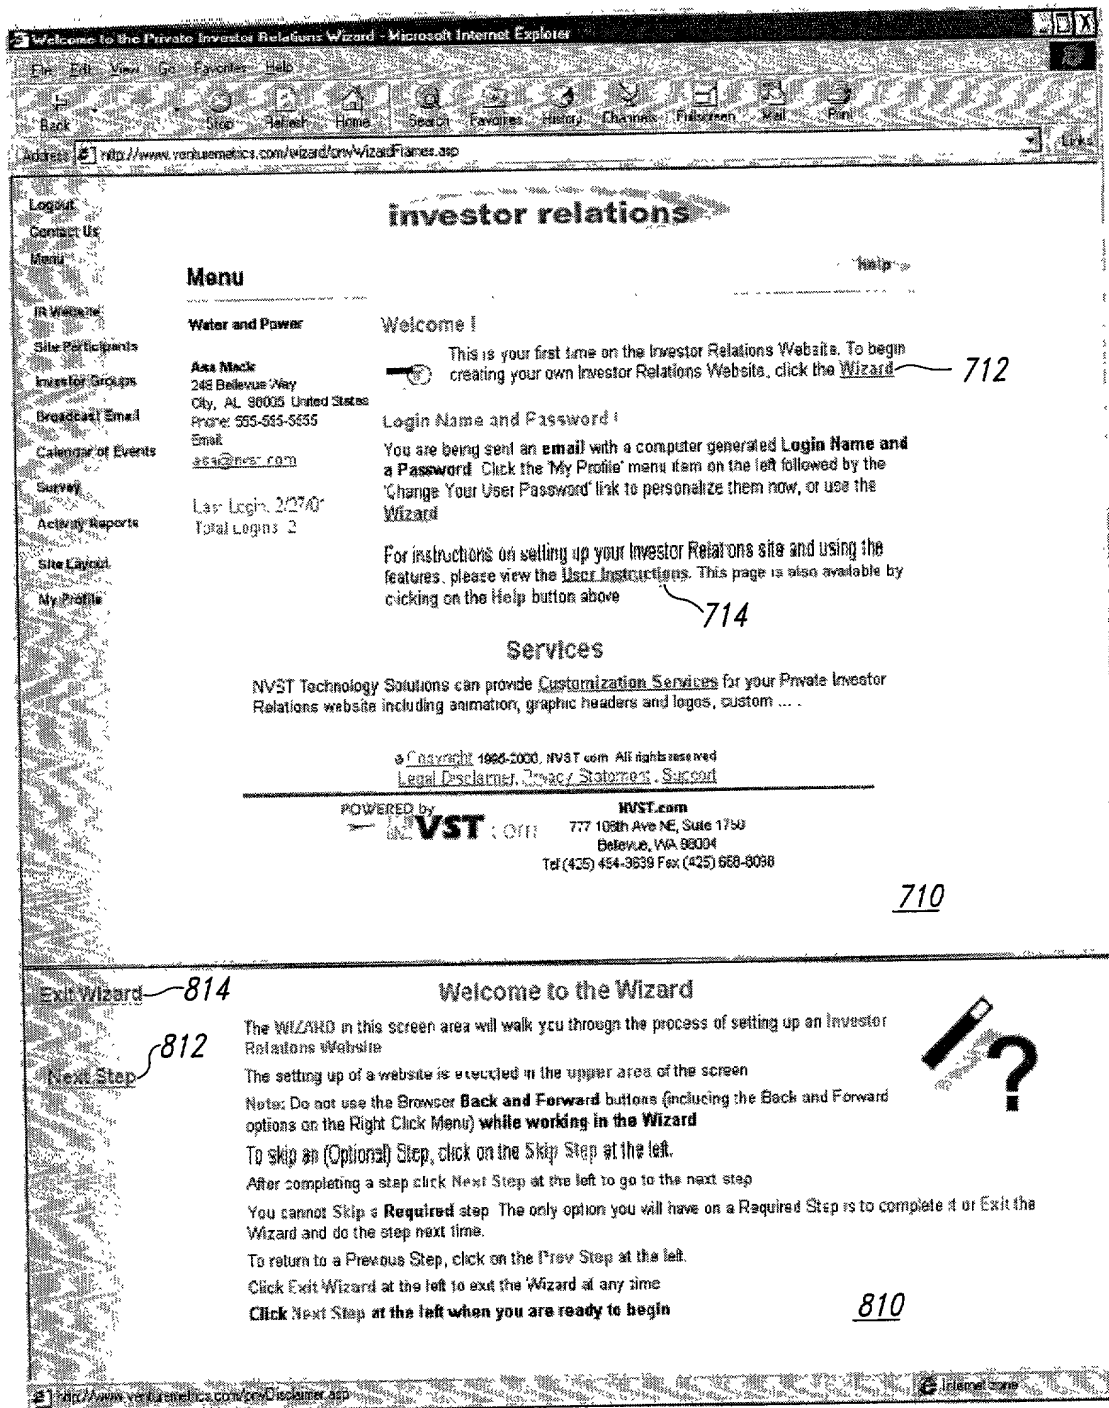 Welcome to the Private Investor Relations Wizard - Microsoft Internet Explorer
File Edit View Go Favorites Help
Back Stop Refresh Home Search Favorites History Channels Fullscreen Mail Print
Address http://www.venturemetrics.com/wizard/pnvWizardFrames.asp Links
Logout
Contact Us
Menu
IR Website
Site Participants
Investor Groups
Broadcast Email
Calendar of Events
Survey
Activity Reports
Site Layout
My Profile
investor relations
help
Menu
Water and Power
Asa Mack
248 Bellevue Way
City, AL 98005 United States
Phone: 555-555-5555
Email:
asa@nvst.com
Last Login: 2/27/01
Total Logins: 2
Welcome !
This is your first time on the Investor Relations Website. To begin
creating your own Investor Relations Website, click the Wizard
712
Login Name and Password !
You are being sent an email with a computer generated Login Name and
a Password Click the 'My Profile' menu item on the left followed by the
'Change Your User Password' link to personalize them now, or use the
Wizard
For instructions on setting up your Investor Relations site and using the
features, please view the User Instructions. This page is also available by
clicking on the Help button above
714
Services
NVST Technology Solutions can provide Customization Services for your Private Investor
Relations website including animation, graphic headers and logos, custom ... .
Copyright 1996-2000, NVST com All rights reserved
Legal Disclaimer, Privacy Statement, Support
POWERED by
VST com
NVST.com
777 108th Ave NE, Suite 1750
Bellevue, WA 98004
Tel (425) 454-3639 Fax (425) 668-8098
710
Exit Wizard 814
Next Step 812
Welcome to the Wizard
The WIZARD in this screen area will walk you through the process of setting up an Investor
Relations Website
The setting up of a website is executed in the upper area of the screen
Note: Do not use the Browser Back and Forward buttons (including the Back and Forward
options on the Right Click Menu) while working in the Wizard
To skip an (Optional) Step, click on the Skip Step at the left.
After completing a step click Next Step at the left to go to the next step
You cannot Skip a Required step The only option you will have on a Required Step is to complete it or Exit the
Wizard and do the step next time.
To return to a Previous Step, click on the Prev Step at the left.
Click Exit Wizard at the left to exit the Wizard at any time
Click Next Step at the left when you are ready to begin
?
810
http://www.venturemetrics.com/pnvDisclaimer.asp Internet zone